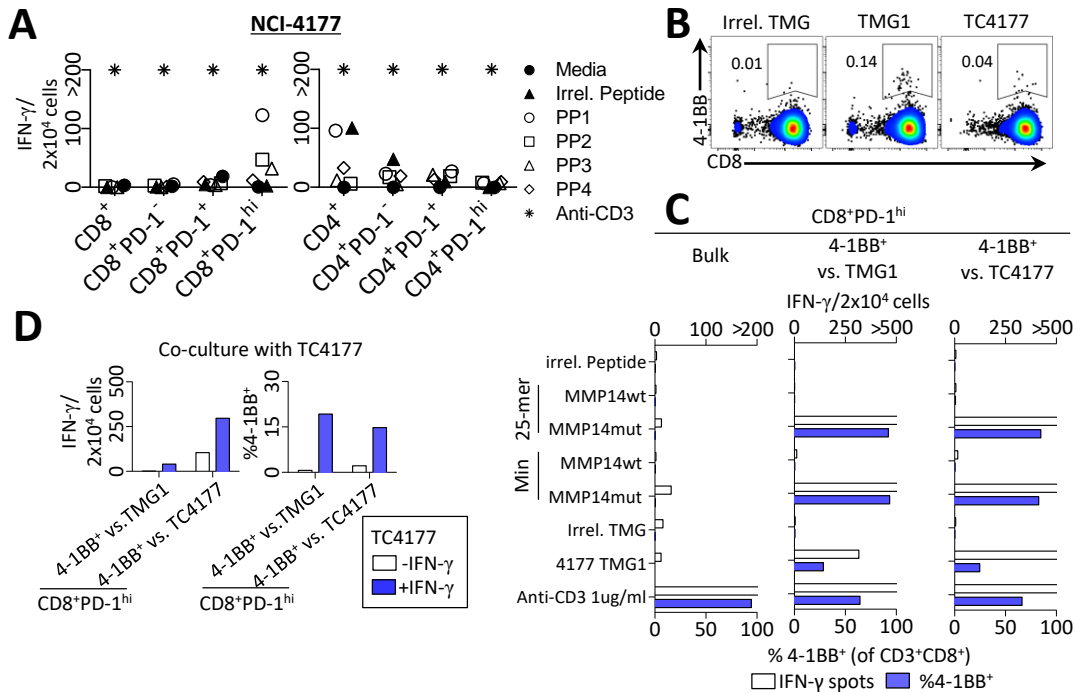 A
NCI-4177
IFN-γ/
2x10⁴ cells
>200
100
0
CD8⁺
CD8⁺PD-1⁻
CD8⁺PD-1⁺
CD8⁺PD-1ʰⁱ
>200
100
0
CD4⁺
CD4⁺PD-1⁻
CD4⁺PD-1⁺
CD4⁺PD-1ʰⁱ
Media
Irrel. Peptide
PP1
PP2
PP3
PP4
Anti-CD3
B
Irrel. TMG
TMG1
TC4177
0.01
0.14
0.04
4-1BB
CD8
C
CD8⁺PD-1ʰⁱ
Bulk
4-1BB⁺
vs. TMG1
4-1BB⁺
vs. TC4177
IFN-γ/2x10⁴ cells
0 100 >200
0 250 >500
0 250 >500
irrel. Peptide
25-mer
MMP14wt
MMP14mut
Min
MMP14wt
MMP14mut
Irrel. TMG
4177 TMG1
Anti-CD3 1ug/ml
0 50 100
0 50 100
0 50 100
% 4-1BB⁺ (of CD3⁺CD8⁺)
IFN-γ spots
%4-1BB⁺
D
Co-culture with TC4177
IFN-γ/
2x10⁴ cells
500
250
0
4-1BB⁺ vs.TMG1
4-1BB⁺ vs. TC4177
CD8⁺PD-1ʰⁱ
%4-1BB⁺
30
15
0
4-1BB⁺ vs.TMG1
4-1BB⁺ vs. TC4177
CD8⁺PD-1ʰⁱ
TC4177
-IFN-γ
+IFN-γ